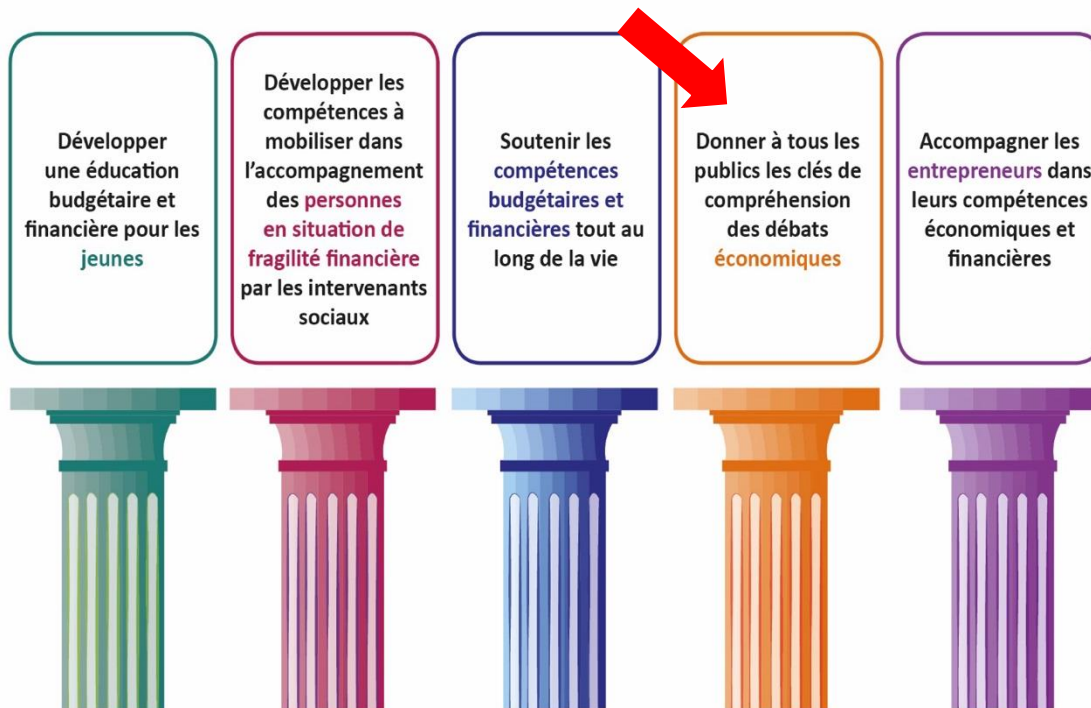 Développer
une éducation
budgétaire et
financière pour les
jeunes
Développer les
compétences à
mobiliser dans
l'accompagnement
des personnes
en situation de
fragilité financière
par les intervenants
sociaux
Soutenir les
compétences
budgétaires et
financières tout au
long de la vie
Donner à tous les
publics les clés de
compréhension
des débats
économiques
Accompagner les
entrepreneurs dans
leurs compétences
économiques et
financières